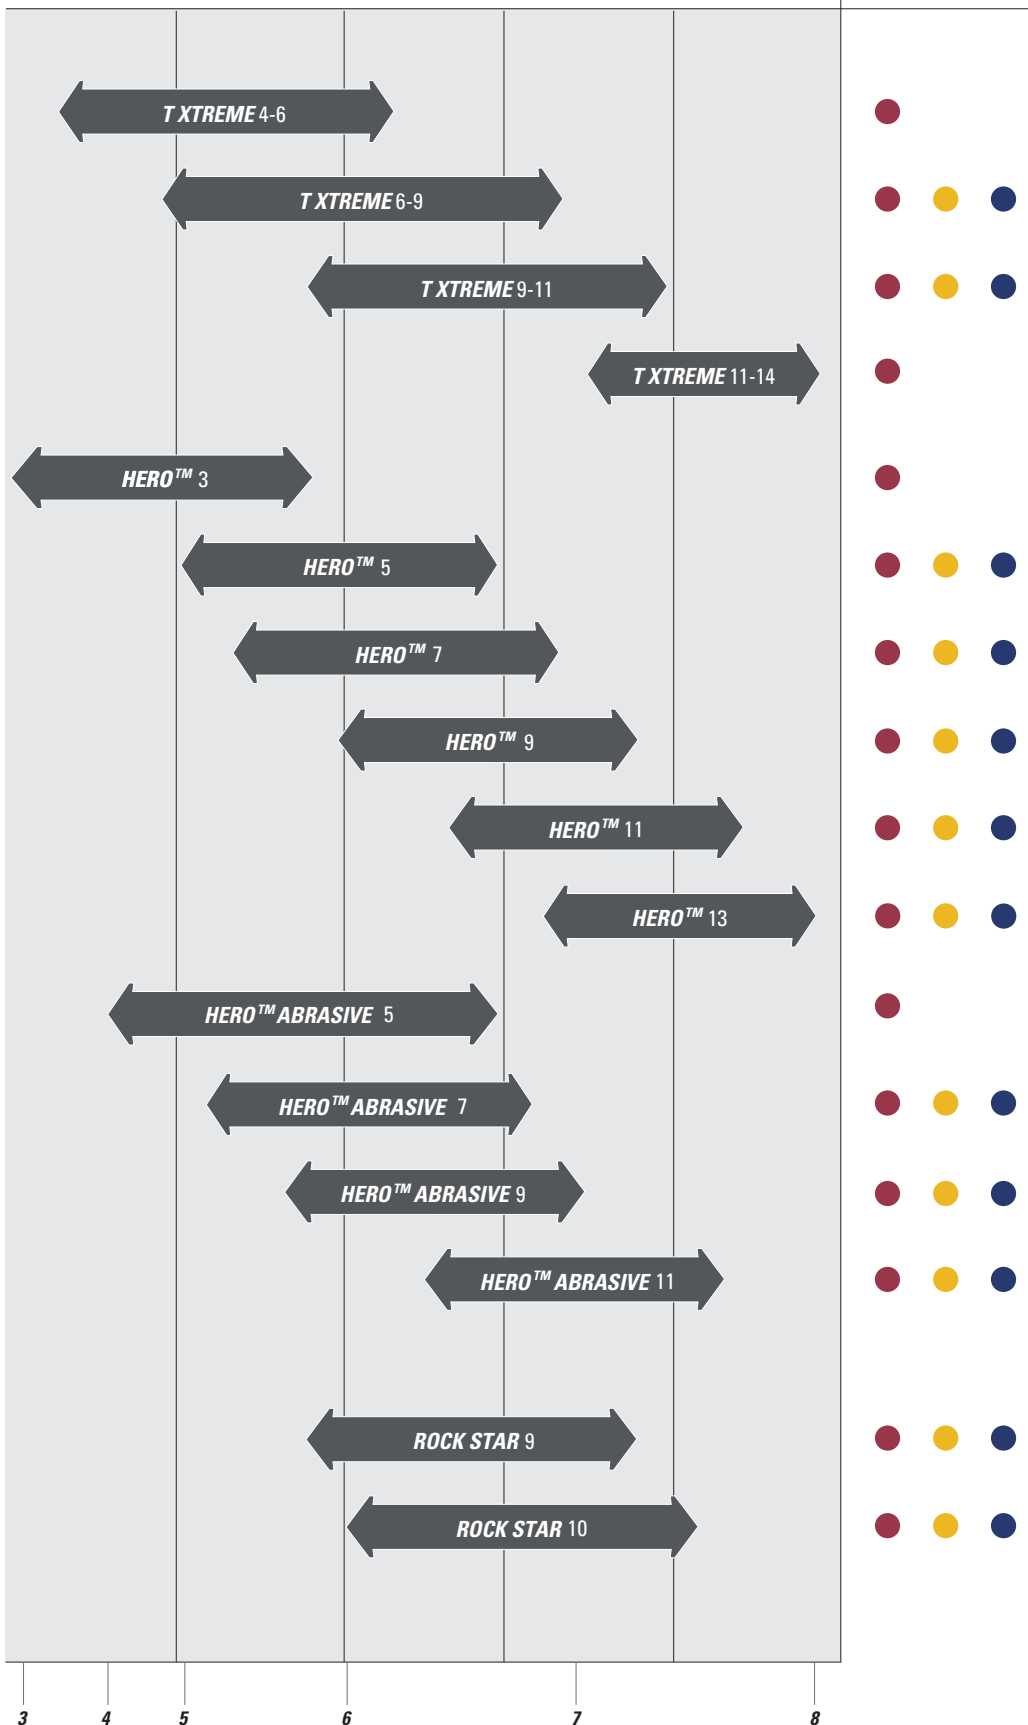 T XTREME 4-6
T XTREME 6-9
T XTREME 9-11
T XTREME 11-14
HERO™ 3
HERO™ 5
HERO™ 7
HERO™ 9
HERO™ 11
HERO™ 13
HERO™ ABRASIVE 5
HERO™ ABRASIVE 7
HERO™ ABRASIVE 9
HERO™ ABRASIVE 11
ROCK STAR 9
ROCK STAR 10
3 4 5 6 7 8